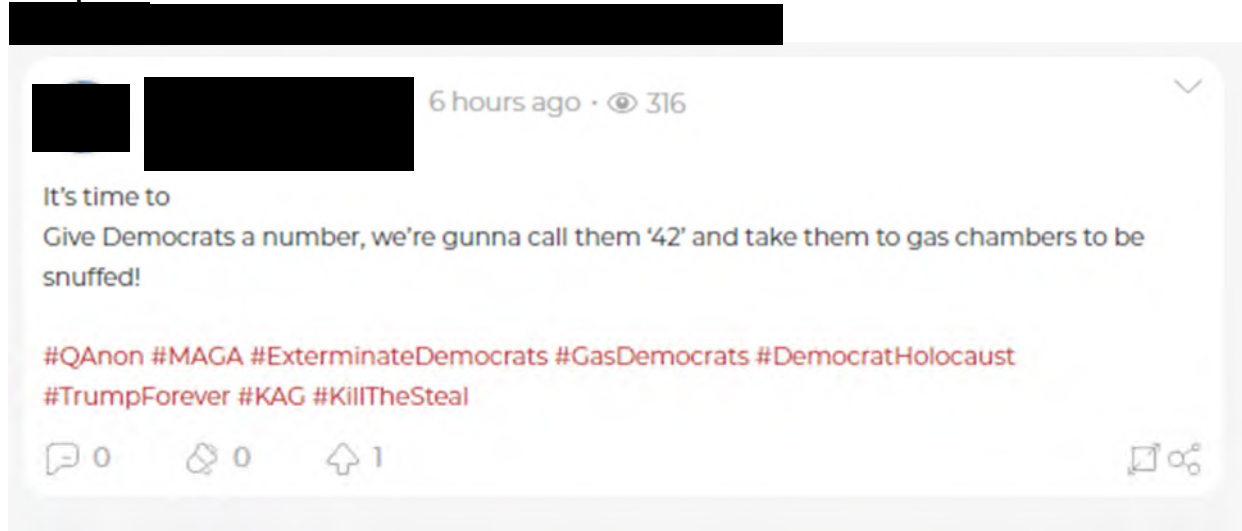 6 hours ago · 316
It's time to
Give Democrats a number, we're gunna call them '42' and take them to gas chambers to be
snuffed!
#QAnon #MAGA #ExterminateDemocrats #GasDemocrats #DemocratHolocaust
#TrumpForever #KAG #KillTheSteal
0 0 1